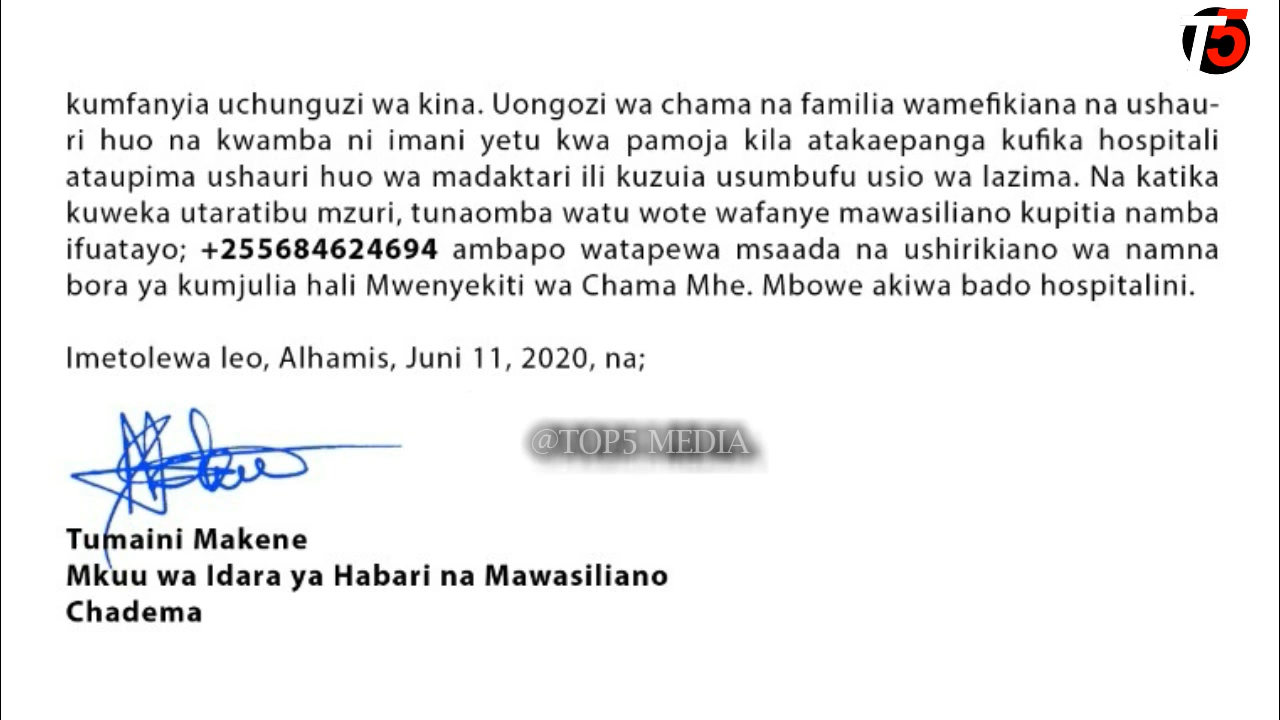 T5
kumfanyia uchunguzi wa kina. Uongozi wa chama na familia wamefikiana na ushau-
ri huo na kwamba ni imani yetu kwa pamoja kila atakaepanga kufika hospitali
ataupima ushauri huo wa madaktari ili kuzuia usumbufu usio wa lazima. Na katika
kuweka utaratibu mzuri, tunaomba watu wote wafanye mawasiliano kupitia namba
ifuatayo; +255684624694 ambapo watapewa msaada na ushirikiano wa namna
bora ya kumjulia hali Mwenyekiti wa Chama Mhe. Mbowe akiwa bado hospitalini.
Imetolewa leo, Alhamis, Juni 11, 2020, na;
@TOP5 MEDIA
Tumaini Makene
Mkuu wa Idara ya Habari na Mawasiliano
Chadema